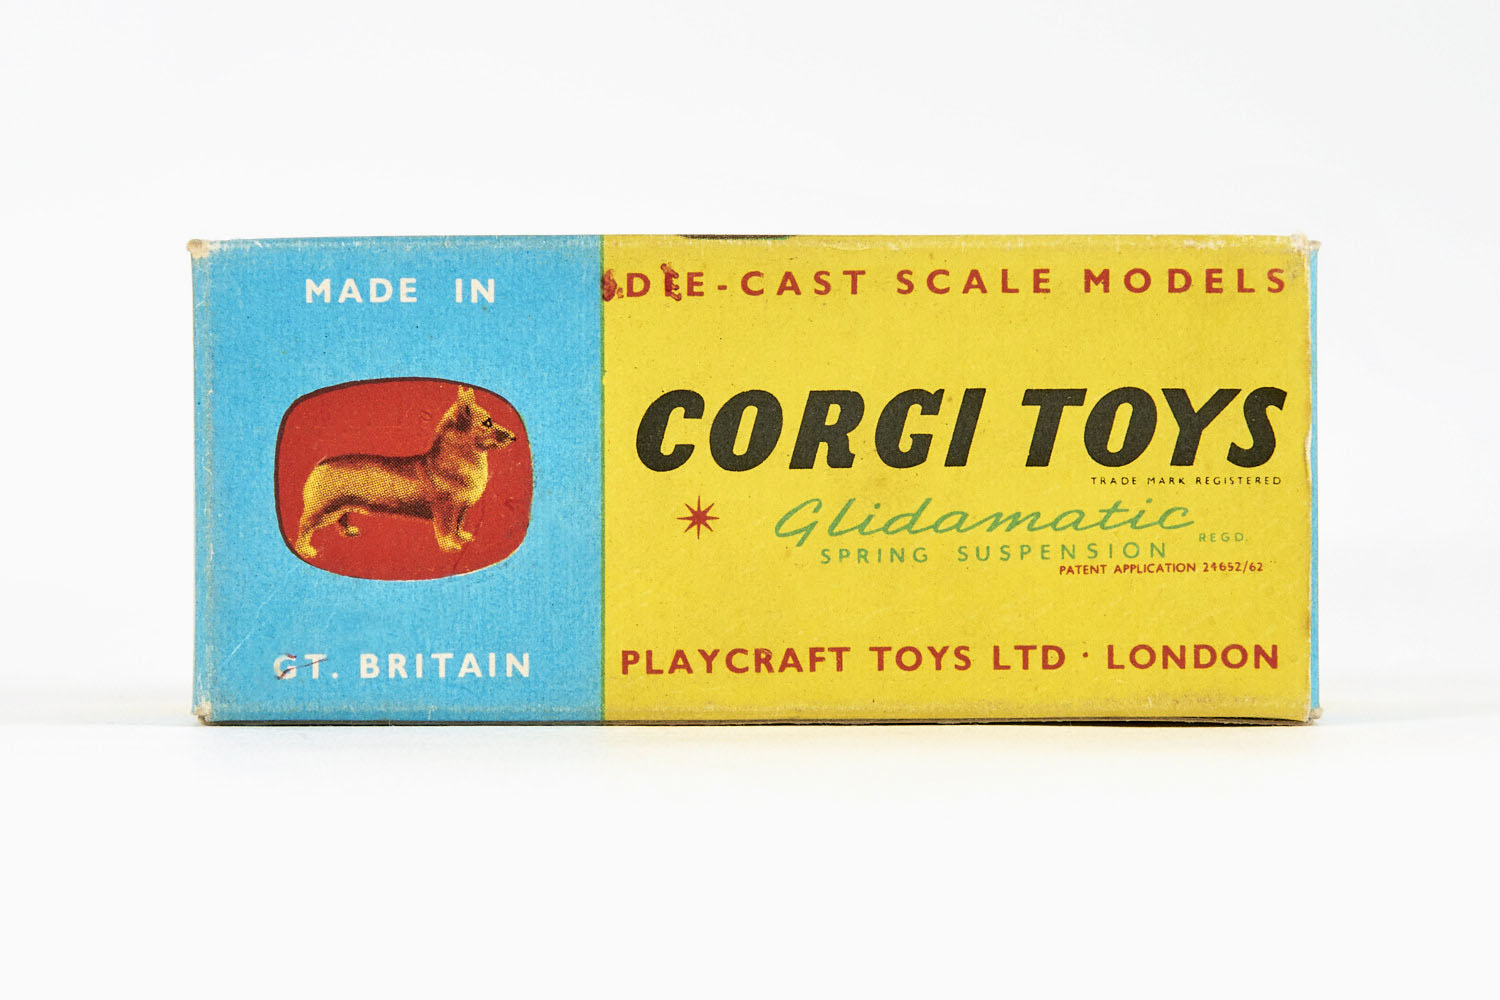 MADE IN
GT. BRITAIN
DIE-CAST SCALE MODELS
CORGI TOYS
TRADE MARK REGISTERED
Glidamatic
REGD.
SPRING SUSPENSION
PATENT APPLICATION 24652/62
PLAYCRAFT TOYS LTD · LONDON